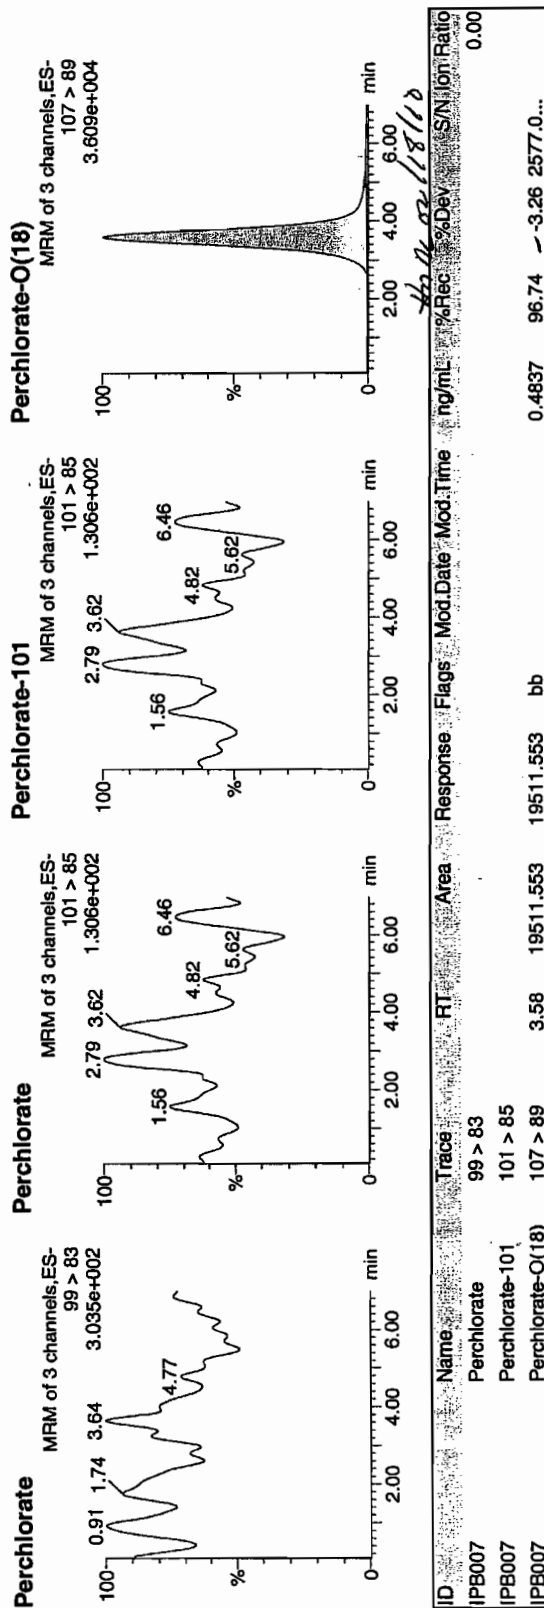 Perchlorate
MRM of 3 channels,ES-
99 > 83
3.035e+002
100
%
0
0.91
1.74
3.64
4.77
2.00
4.00
6.00
min
Perchlorate
MRM of 3 channels,ES-
101 > 85
1.306e+002
100
%
0
1.56
2.79
3.62
4.82
5.62
6.46
2.00
4.00
6.00
min
Perchlorate-101
MRM of 3 channels,ES-
101 > 85
1.306e+002
100
%
0
1.56
2.79
3.62
4.82
5.62
6.46
2.00
4.00
6.00
min
Perchlorate-O(18)
MRM of 3 channels,ES-
107 > 89
3.609e+004
100
%
0
2.00
4.00
6.00
min
ID Name Trace RT Area Response Flags Mod.Date Mod.Time ng/mL %Rec %Dev S/N Ion Ratio
IPB007 Perchlorate 99 > 83 0.00
IPB007 Perchlorate-101 101 > 85
IPB007 Perchlorate-O(18) 107 > 89 3.58 19511.553 19511.553 bb 0.4837 96.74 -3.26 2577.0...